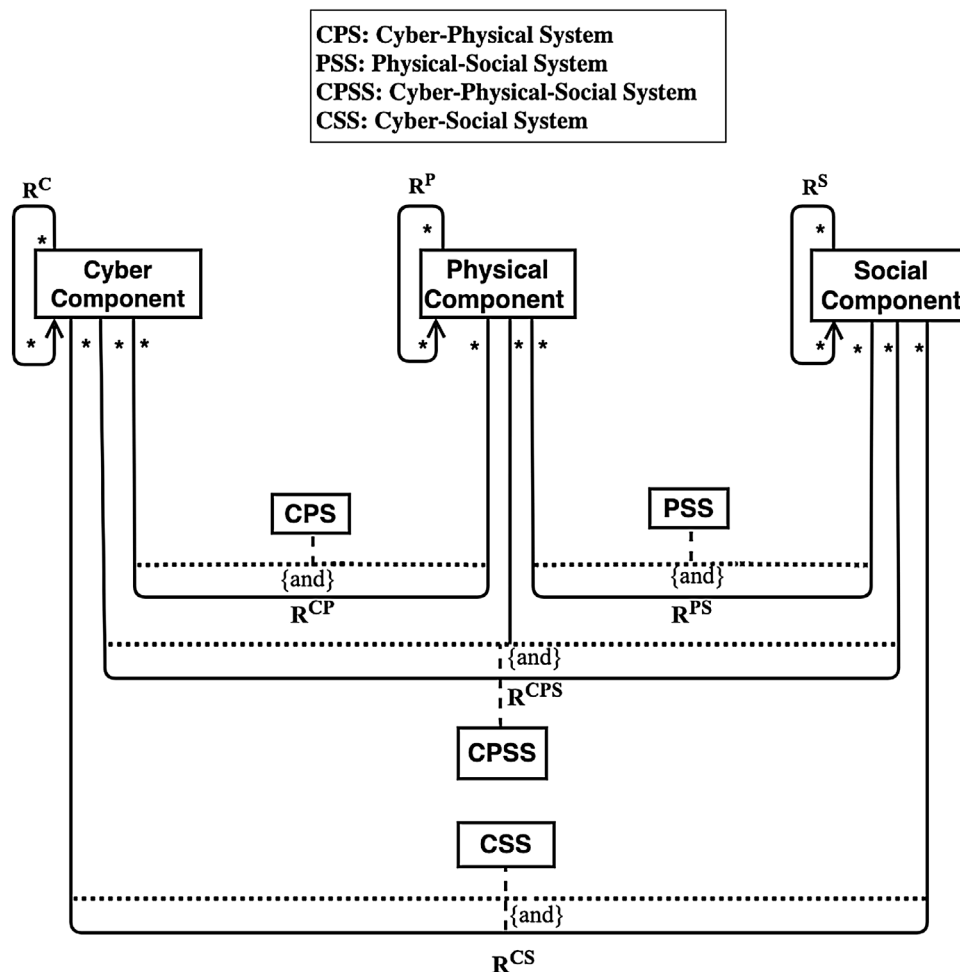 CPS: Cyber-Physical System
PSS: Physical-Social System
CPSS: Cyber-Physical-Social System
CSS: Cyber-Social System
R^C
R^P
R^S
* * *
Cyber
Component
Physical
Component
Social
Component
* * * * * * * * * * * *
CPS
PSS
{and}
{and}
R^CP
R^PS
{and}
R^CPS
CPSS
CSS
{and}
R^CS